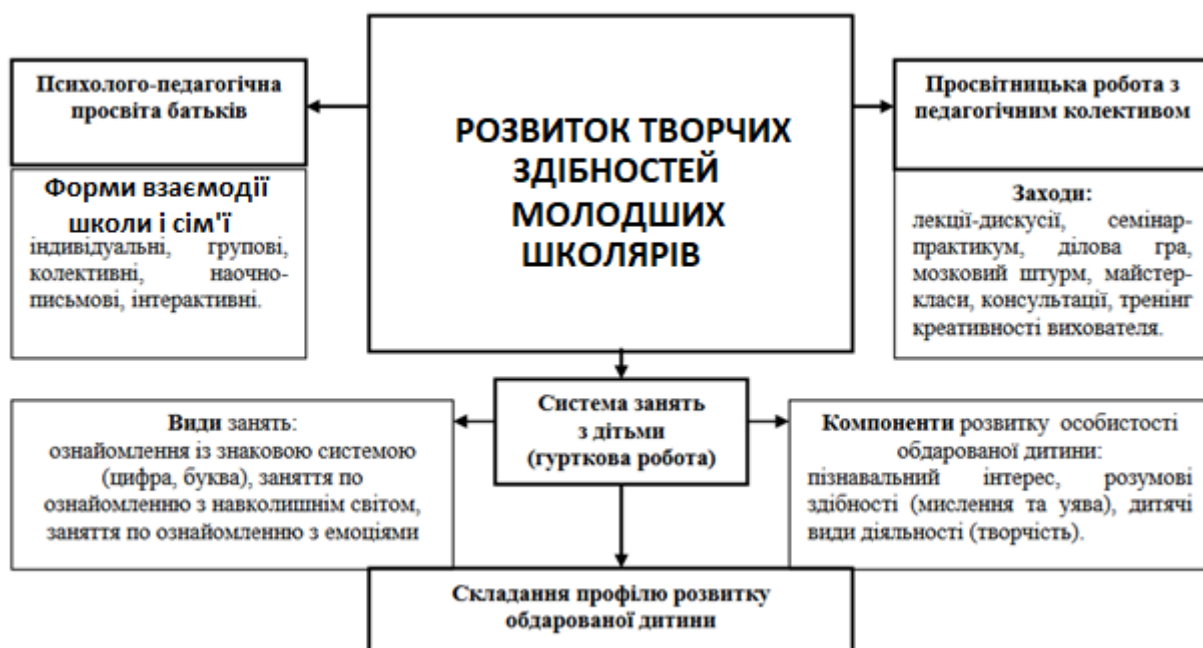 Психолого-педагогічна
просвіта батьків
Форми взаємодії
школи і сім'ї
індивідуальні, групові,
колективні, наочно-
письмові, інтерактивні.
РОЗВИТОК ТВОРЧИХ
ЗДІБНОСТЕЙ
МОЛОДШИХ
ШКОЛЯРІВ
Просвітницька робота з
педагогічним колективом
Заходи:
лекції-дискусії, семінар-
практикум, ділова гра,
мозковий штурм, майстер-
класи, консультації, тренінг
креативності вихователя.
Система занять
з дітьми
(гурткова робота)
Види занять:
ознайомлення із знаковою системою
(цифра, буква), заняття по
ознайомленню з навколишнім світом,
заняття по ознайомленню з емоціями
Компоненти розвитку особистості
обдарованої дитини:
пізнавальний інтерес, розумові
здібності (мислення та уява), дитячі
види діяльності (творчість).
Складання профілю розвитку
обдарованої дитини